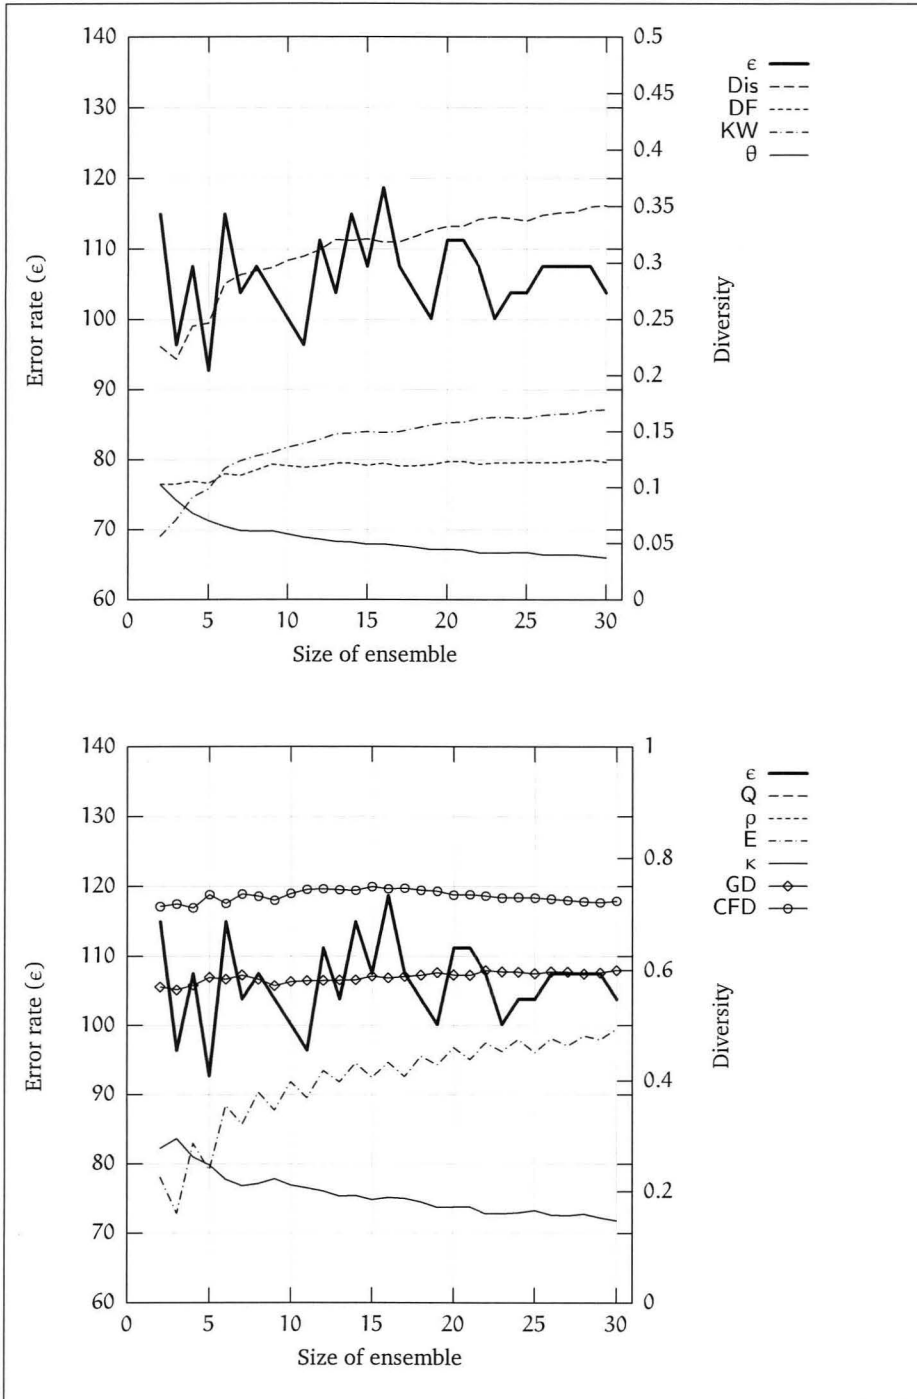 140
130
120
110
100
90
80
70
60
0.5
0.45
0.4
0.35
0.3
0.25
0.2
0.15
0.1
0.05
0
0 5 10 15 20 25 30
Error rate (ϵ)
Diversity
Size of ensemble
ϵ
Dis
DF
KW
θ
140
130
120
110
100
90
80
70
60
1
0.8
0.6
0.4
0.2
0
0 5 10 15 20 25 30
Error rate (ϵ)
Diversity
Size of ensemble
ϵ
Q
ρ
E
κ
GD
CFD